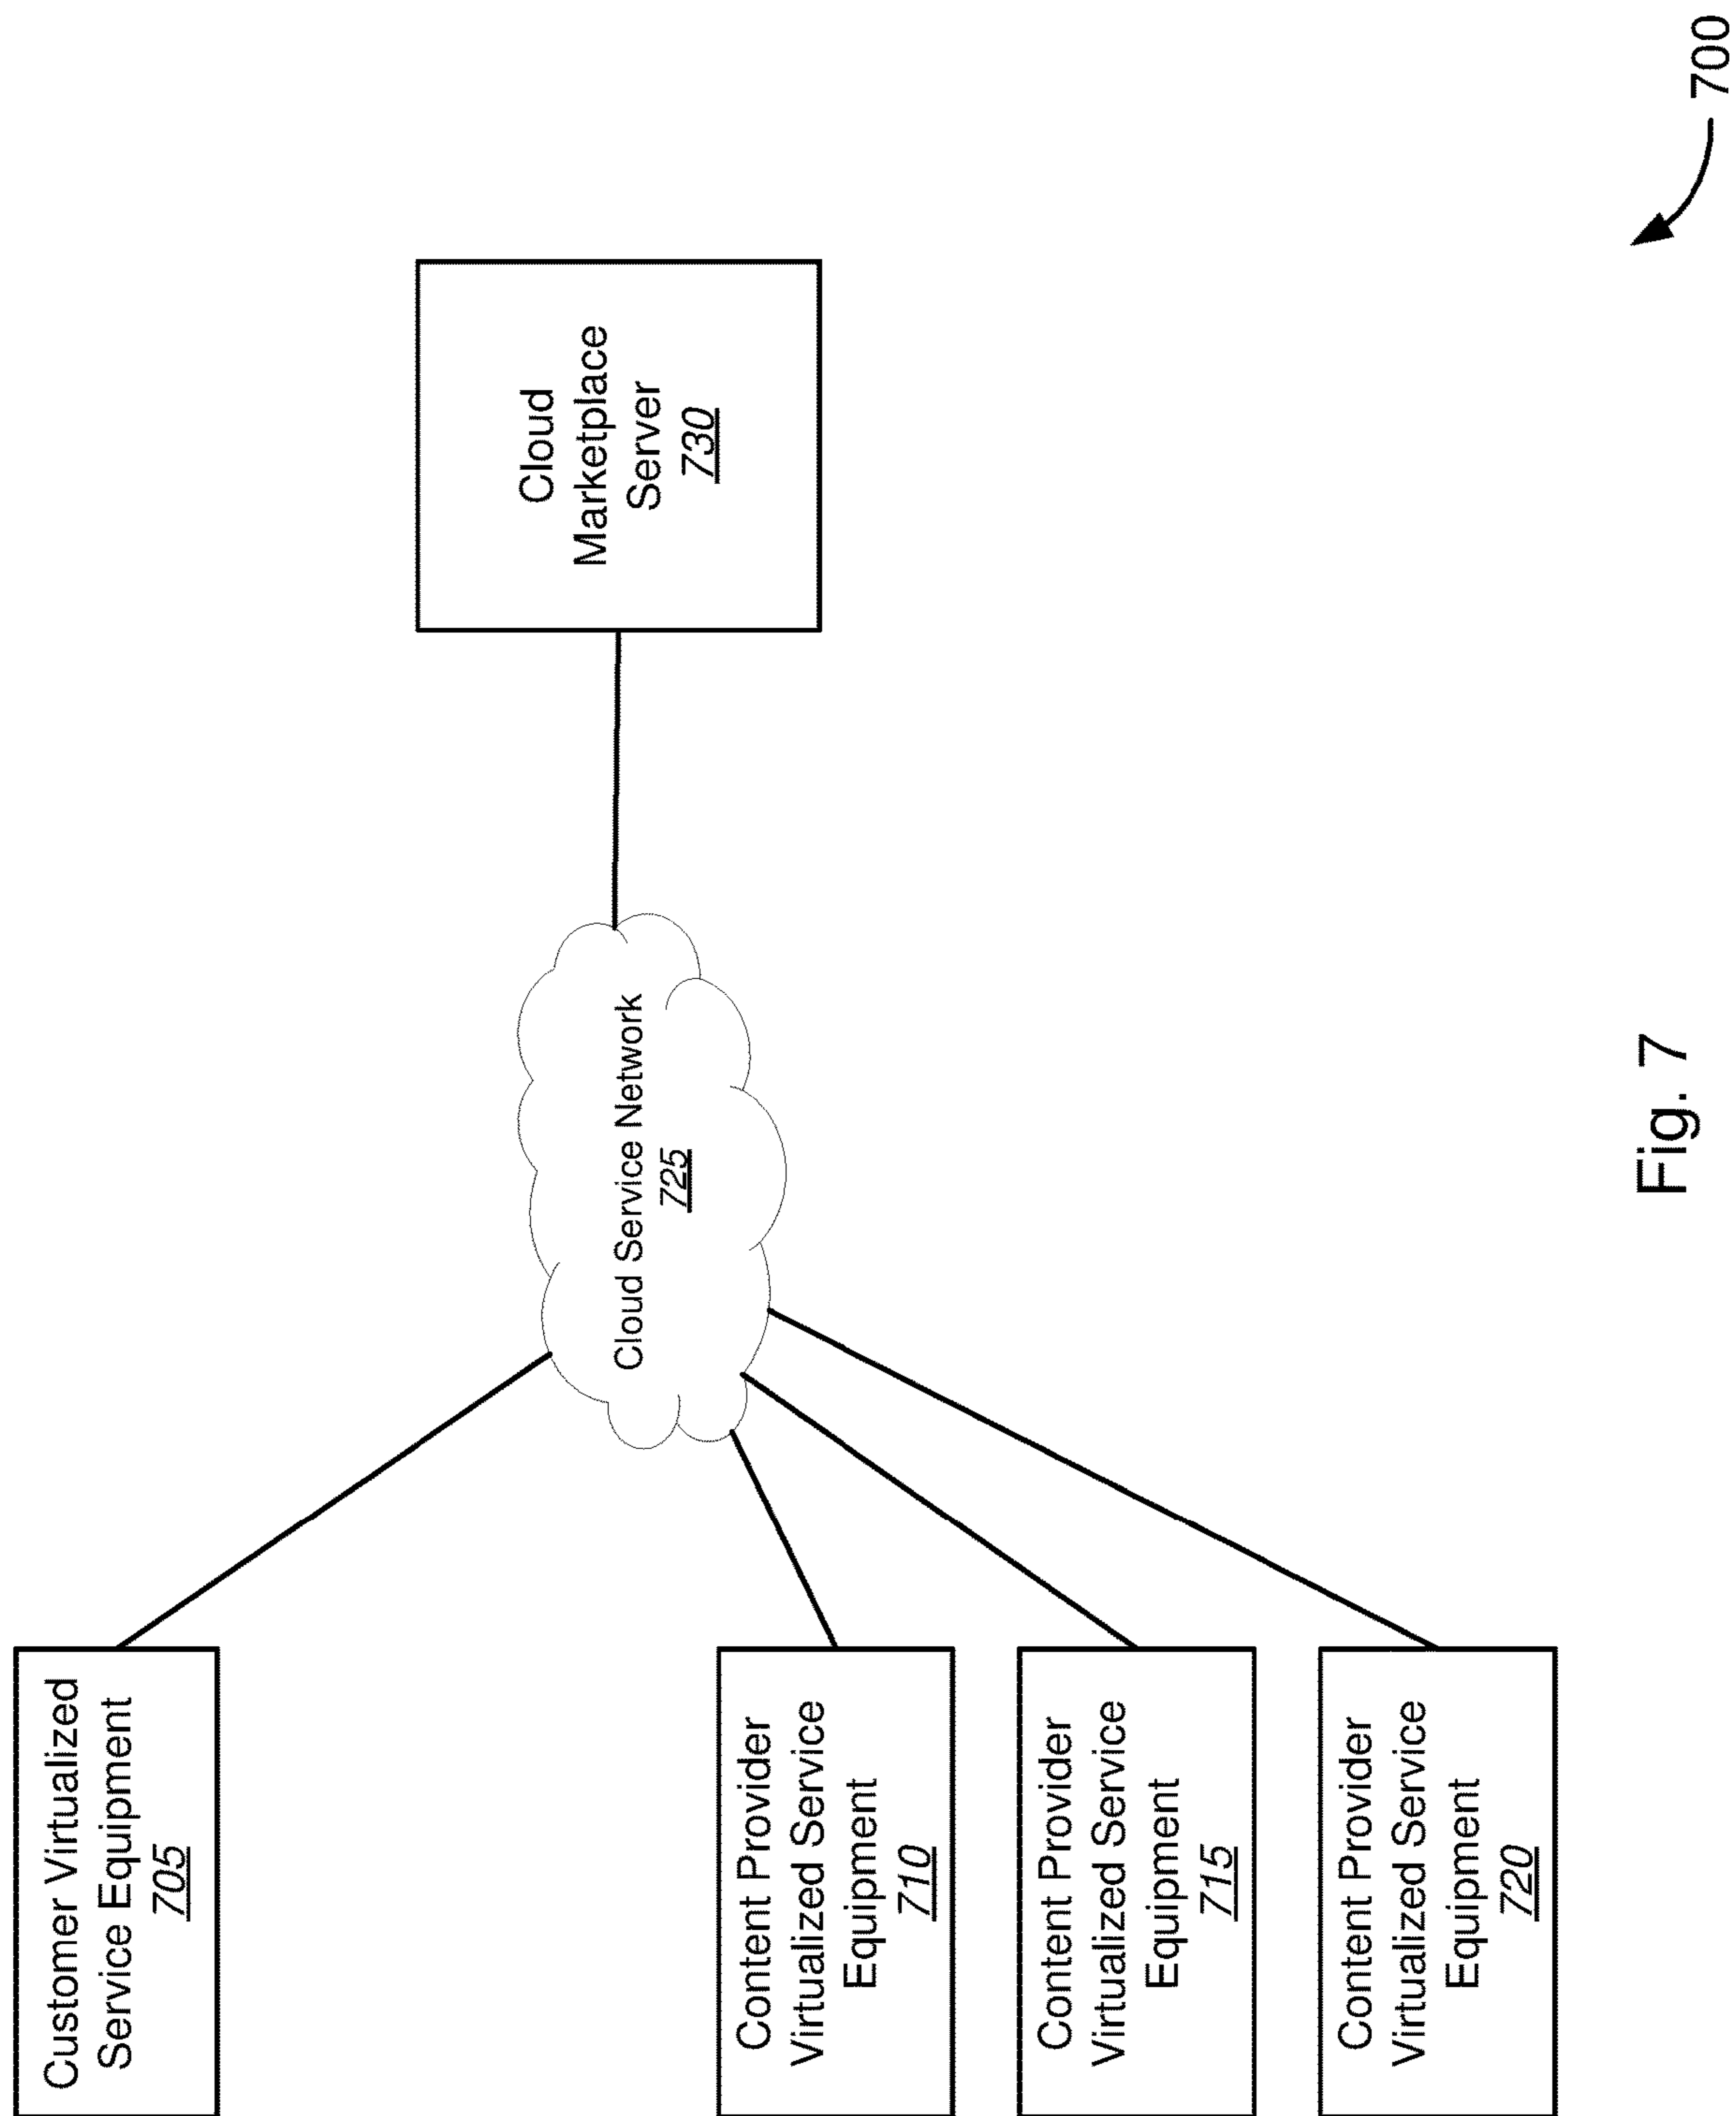 Customer Virtualized
Service Equipment
705
Content Provider
Virtualized Service
Equipment
710
Content Provider
Virtualized Service
Equipment
715
Content Provider
Virtualized Service
Equipment
720
Cloud Service Network
725
Cloud
Marketplace
Server
730
Fig. 7
700